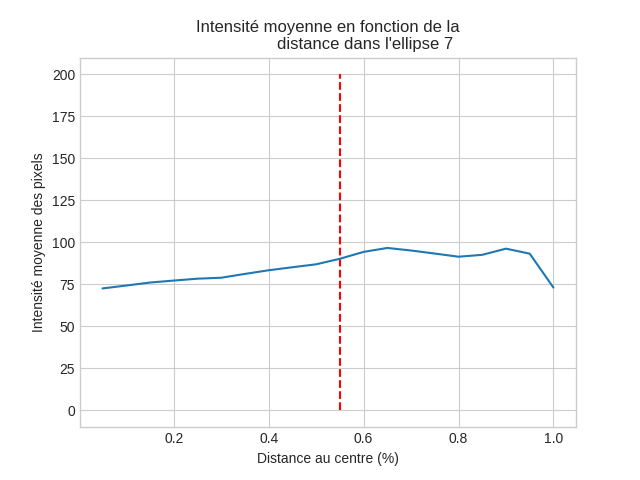 Intensité moyenne en fonction de la
distance dans l'ellipse 7
Intensité moyenne des pixels
200
175
150
125
100
75
50
25
0
0.2 0.4 0.6 0.8 1.0
Distance au centre (%)